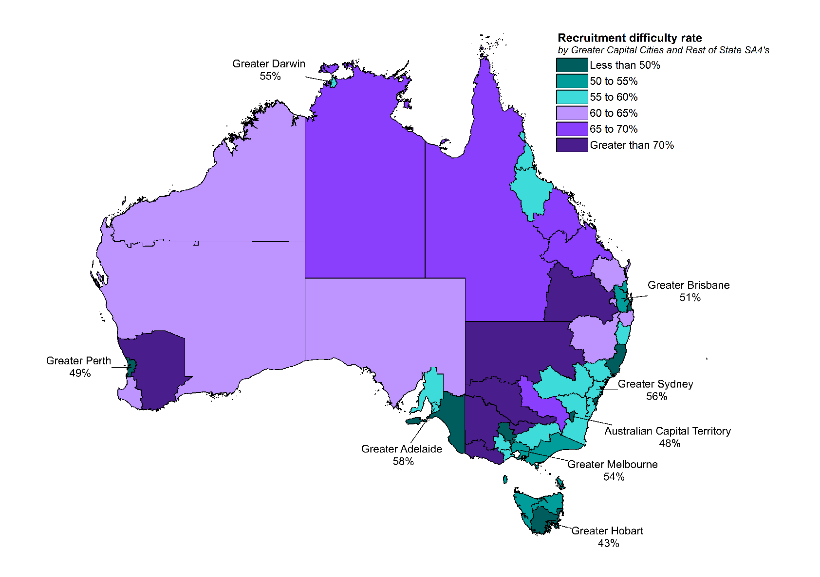 Recruitment difficulty rate
by Greater Capital Cities and Rest of State SA4's
Less than 50%
50 to 55%
55 to 60%
60 to 65%
65 to 70%
Greater than 70%
Greater Darwin
55%
Greater Brisbane
51%
Greater Perth
49%
Greater Sydney
56%
Australian Capital Territory
48%
Greater Adelaide
58%
Greater Melbourne
54%
Greater Hobart
43%